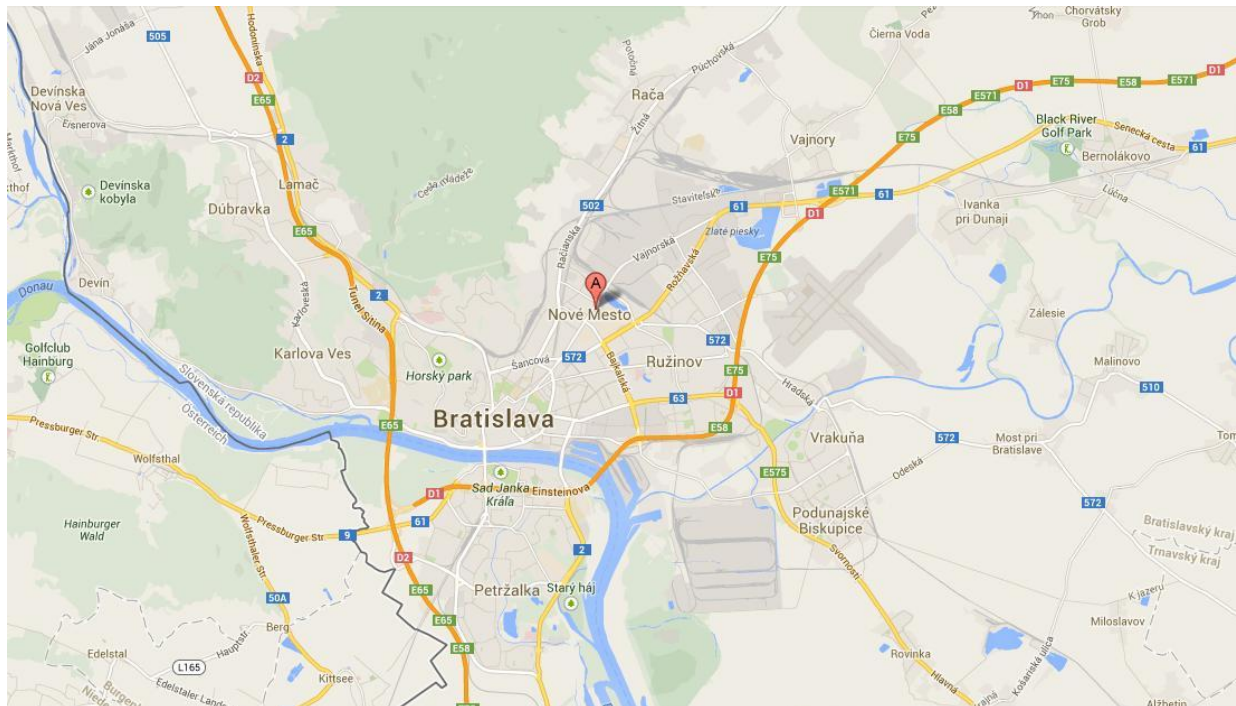 Jána Jonáša
505
Hodonínska
D2
E65
Devínska
Nová Ves
Eisnerova
2
Lamač
Devínska
kobyla
Dúbravka
E65
Devín
Donau
Karloveská
Tunel Sitina
2
Karlova Ves
Golfclub
Hainburg
Slovenská republika
Österreich
Pressburger Str
Wolfsthal
E65
Horský park
Šancová
572
Bratislava
Potočná
Rača
Púchovská
Žitná
Cesta mládeže
502
Račianska
Staviteľská
Vajnorská
Rožňavská
61
Zlaté piesky
A
Nové Mesto
Bajkalská
Ružinov
572
E75
63
D1
E58
Hradská
Čierna Voda
Chorvátsky
Grob
Vajnory
D1
E75
E58
E571
D1
E571
E58
E75
Black River
Golf Park
Senecká cesta
61
Bernolákovo
Lúčna
E571
61
D1
E75
Ivanka
pri Dunaji
Zálesie
Malinovo
510
Vrakuňa
572
Most pri
Bratislave
Tom
Odeská
E575
572
Podunajské
Biskupice
Svornosti
Bratislavský kraj
Trnavský kraj
K jazeru
Miloslavov
Rovinka
Hlavná
Košariská ulica
Alžbetin
Sad Janka
Kráľa
Einsteinova
D1
61
9
Pressburger Str
Hainburger
Wald
Wolfsthaler Str
50A
D2
2
E65
Petržalka
Starý háj
E65
E58
Berg
Hauptstr.
L165
Edelstal
Edelstaler Str
Kittsee